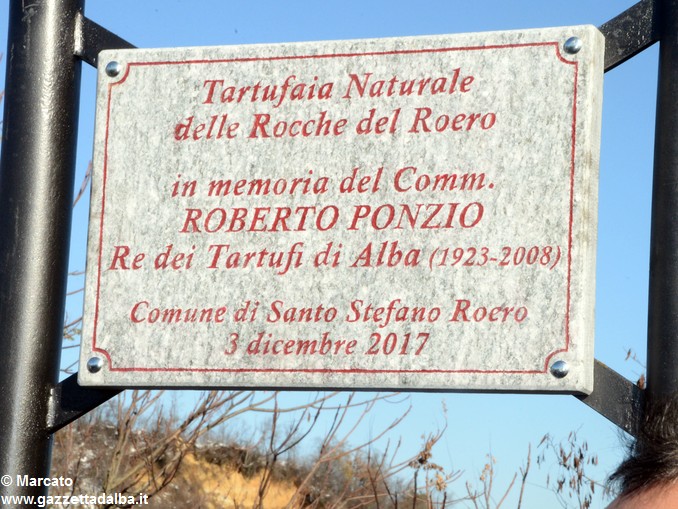 Tartufaia Naturale
delle Rocche del Roero
in memoria del Comm.
ROBERTO PONZIO
Re dei Tartufi di Alba (1923-2008)
Comune di Santo Stefano Roero
3 dicembre 2017
© Marcato
www.gazzettadalba.it